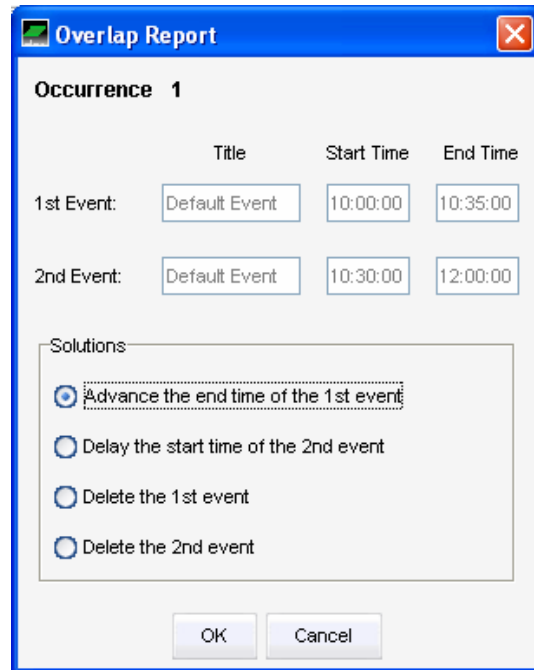 Overlap Report
Occurrence 1
Title Start Time End Time
1st Event: Default Event 10:00:00 10:35:00
2nd Event: Default Event 10:30:00 12:00:00
Solutions
Advance the end time of the 1st event
Delay the start time of the 2nd event
Delete the 1st event
Delete the 2nd event
OK Cancel